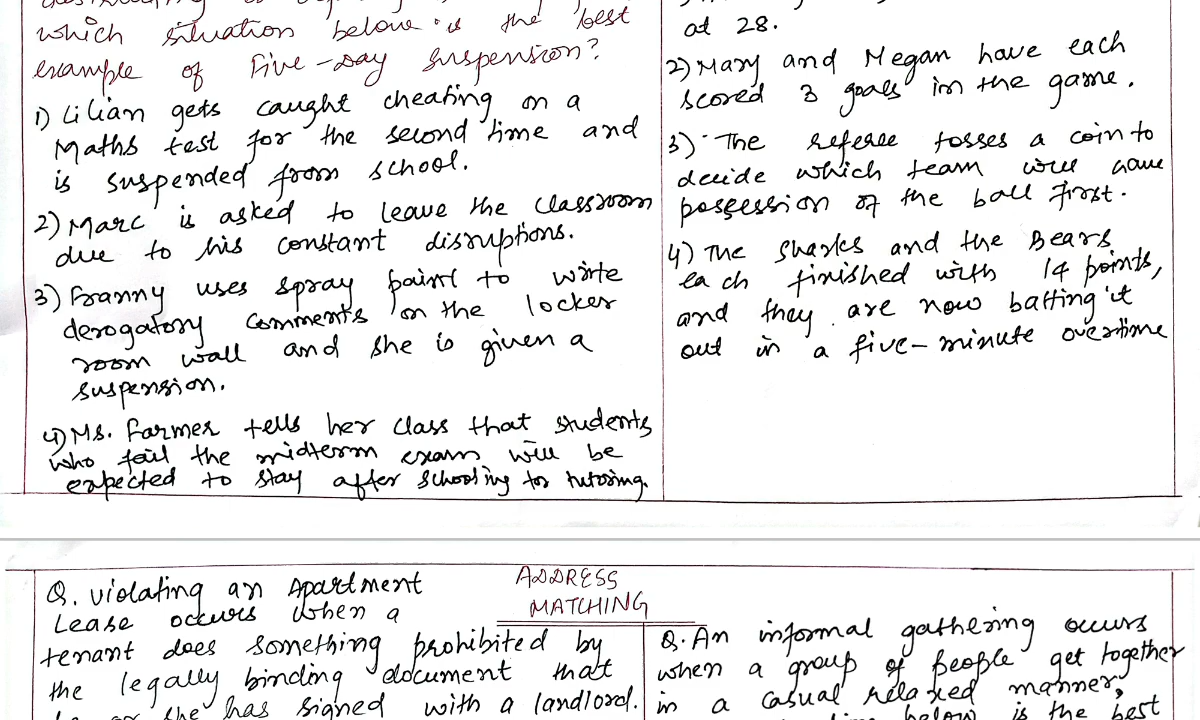 which situation below is the best
example of Five-Day Suspension?
1) Lilian gets caught cheating on a
Maths test for the second time and
is suspended from school.
2) Marc is asked to leave the classroom
due to his constant disruptions.
3) Franny uses spray paint to write
derogatory comments on the locker
room wall and she is given a
suspension.
4) Ms. Farmer tells her class that students
who fail the midterm exam will be
expected to stay after schooling for tutoring.
at 28.
2) Mary and Megan have each
scored 3 goals in the game.
3) The referee tosses a coin to
decide which team will have
possession of the ball first.
4) The Sharks and the Bears
each finished with 14 points,
and they are now batting it
out in a five-minute overtime
ADDRESS
MATCHING
Q. violating an Apartment
Lease occurs when a
tenant does something prohibited by
the legally binding document that
she has signed with a landlord.
Q. An informal gathering occurs
when a group of people get together
in a casual relaxed manner,
below is the best